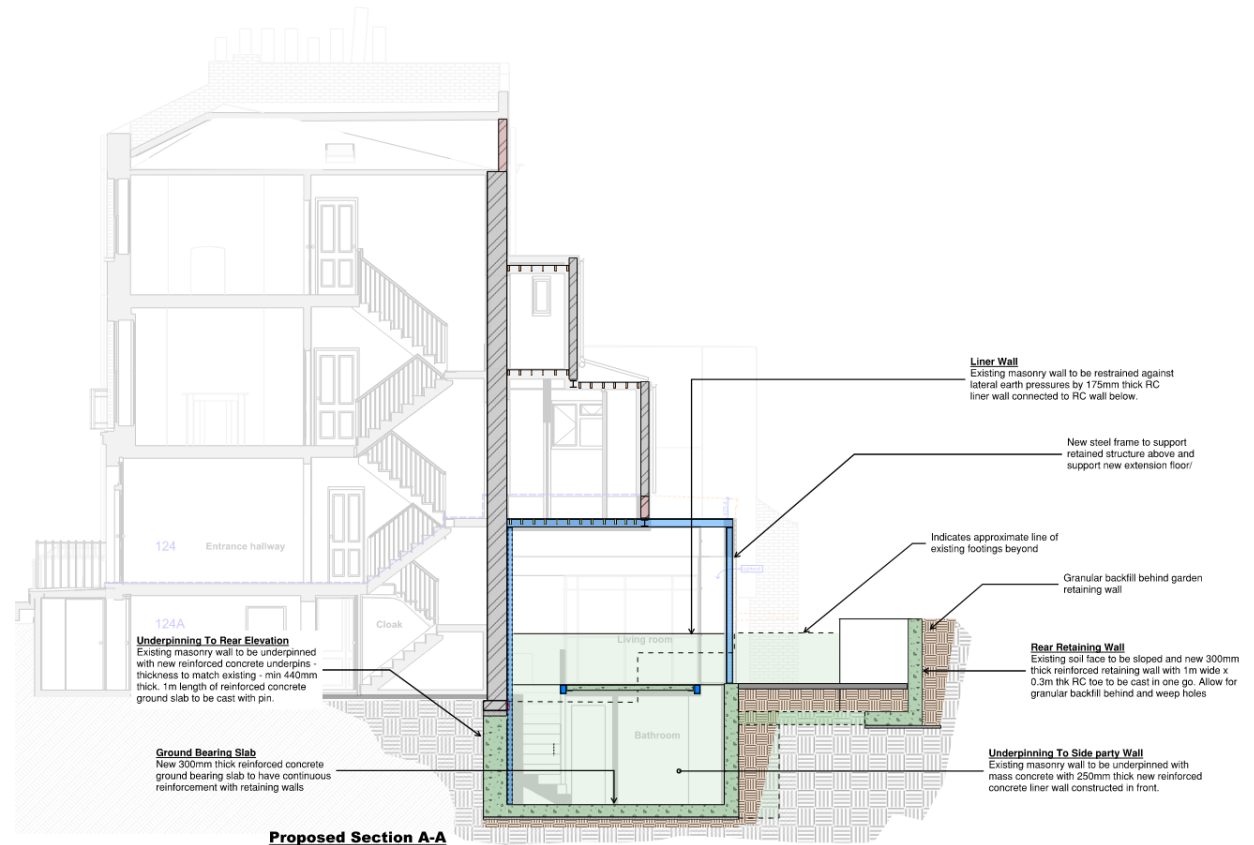 Liner Wall
Existing masonry wall to be restrained against
lateral earth pressures by 175mm thick RC
liner wall connected to RC wall below.
New steel frame to support
retained structure above and
support new extension floor/
Indicates approximate line of
existing footings beyond
Granular backfill behind garden
retaining wall
124
Entrance hallway
124A
Cloak
Living room
Bathroom
Underpinning To Rear Elevation
Existing masonry wall to be underpinned
with new reinforced concrete underpins -
thickness to match existing - min 440mm
thick. 1m length of reinforced concrete
ground slab to be cast with pin.
Rear Retaining Wall
Existing soil face to be sloped and new 300mm
thick reinforced retaining wall with 1m wide x
0.3m thk RC toe to be cast in one go. Allow for
granular backfill behind and weep holes
Ground Bearing Slab
New 300mm thick reinforced concrete
ground bearing slab to have continuous
reinforcement with retaining walls
Underpinning To Side party Wall
Existing masonry wall to be underpinned with
mass concrete with 250mm thick new reinforced
concrete liner wall constructed in front.
Proposed Section A-A